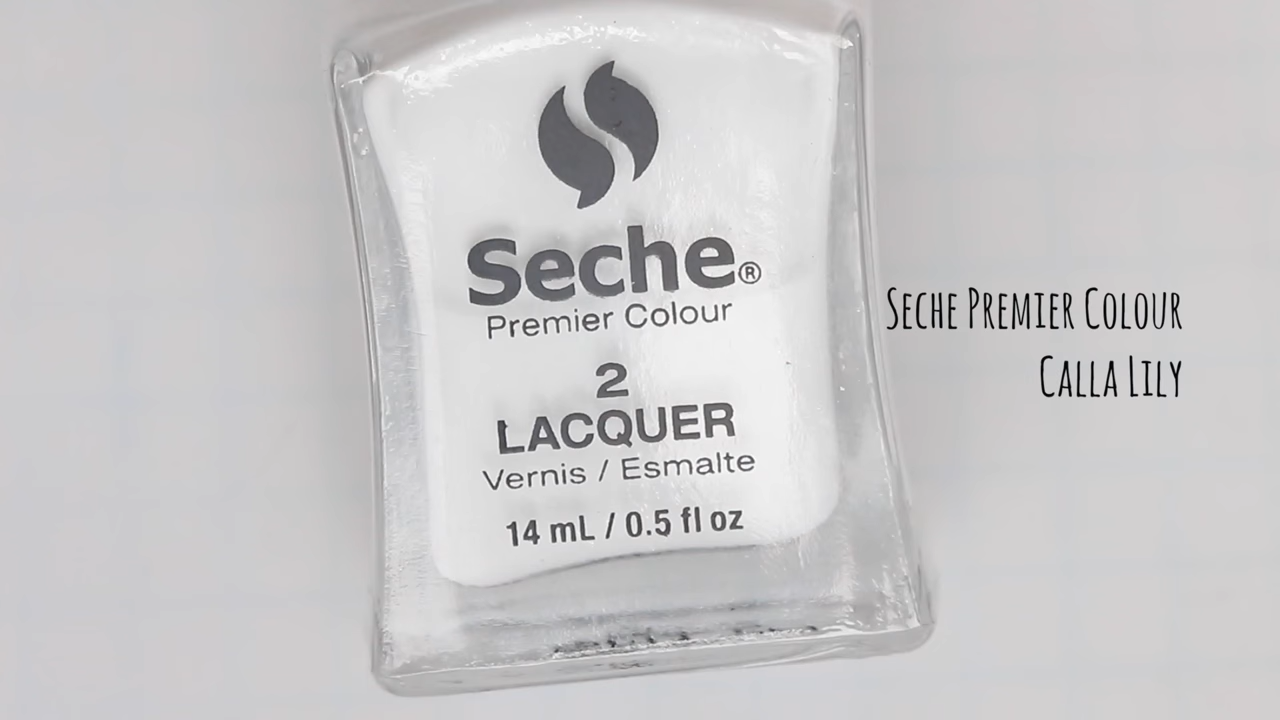 Seche®
Premier Colour
2
LACQUER
Vernis / Esmalte
14 mL / 0.5 fl oz
SECHE PREMIER COLOUR
CALLA LILY